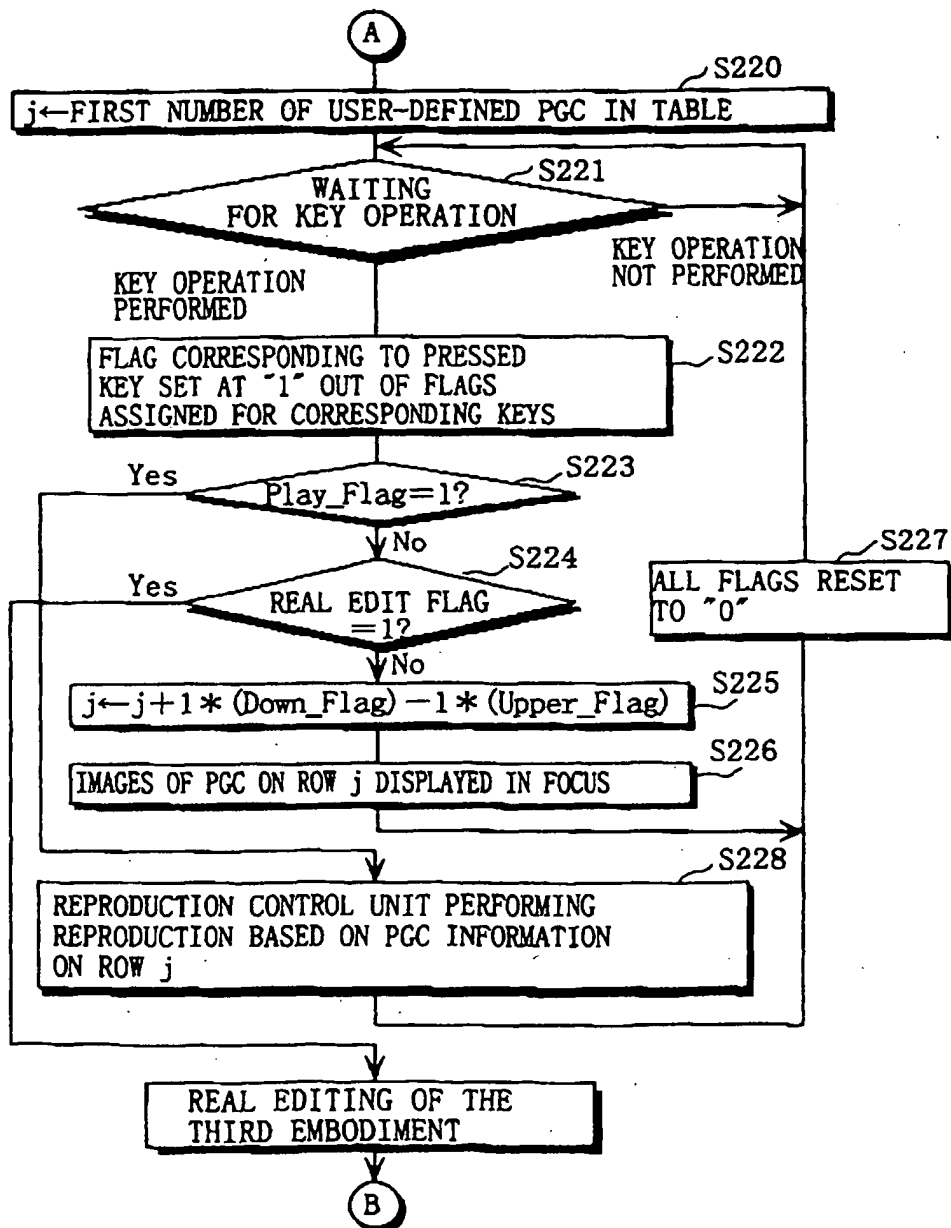 A
S220
j←FIRST NUMBER OF USER-DEFINED PGC IN TABLE
S221
WAITING
FOR KEY OPERATION
KEY OPERATION
NOT PERFORMED
KEY OPERATION
PERFORMED
S222
FLAG CORRESPONDING TO PRESSED
KEY SET AT "1" OUT OF FLAGS
ASSIGNED FOR CORRESPONDING KEYS
S223
Yes
Play_Flag=1?
No
S224
Yes
REAL EDIT FLAG
=1?
No
S227
ALL FLAGS RESET
TO "0"
S225
j←j+1*(Down_Flag)-1*(Upper_Flag)
S226
IMAGES OF PGC ON ROW j DISPLAYED IN FOCUS
S228
REPRODUCTION CONTROL UNIT PERFORMING
REPRODUCTION BASED ON PGC INFORMATION
ON ROW j
REAL EDITING OF THE
THIRD EMBODIMENT
B